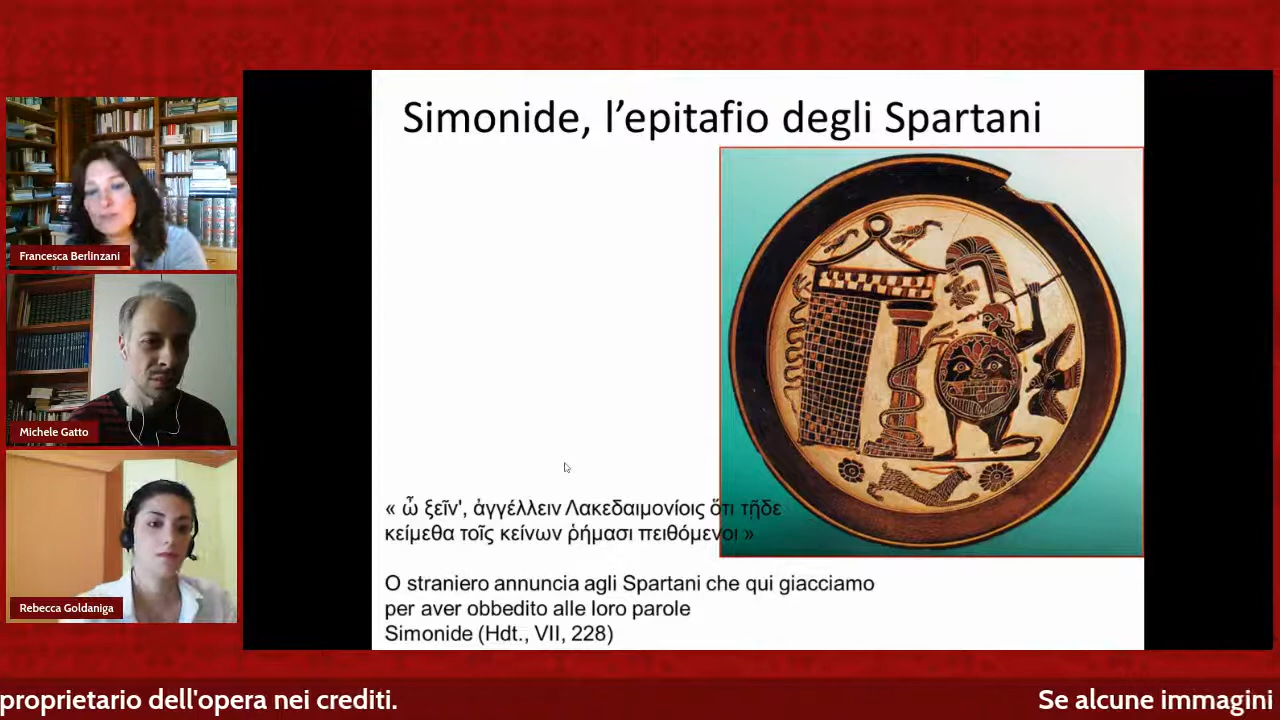 Simonide, l'epitafio degli Spartani
Francesca Berlinzani
Michele Gatto
Rebecca Goldaniga
« ὦ ξεῖν', ἀγγέλλειν Λακεδαιμονίοις ὅτι τῇδε
κείμεθα τοῖς κείνων ῥήμασι πειθόμενοι »
O straniero annuncia agli Spartani che qui giacciamo
per aver obbedito alle loro parole
Simonide (Hdt., VII, 228)
proprietario dell'opera nei crediti.
Se alcune immagini